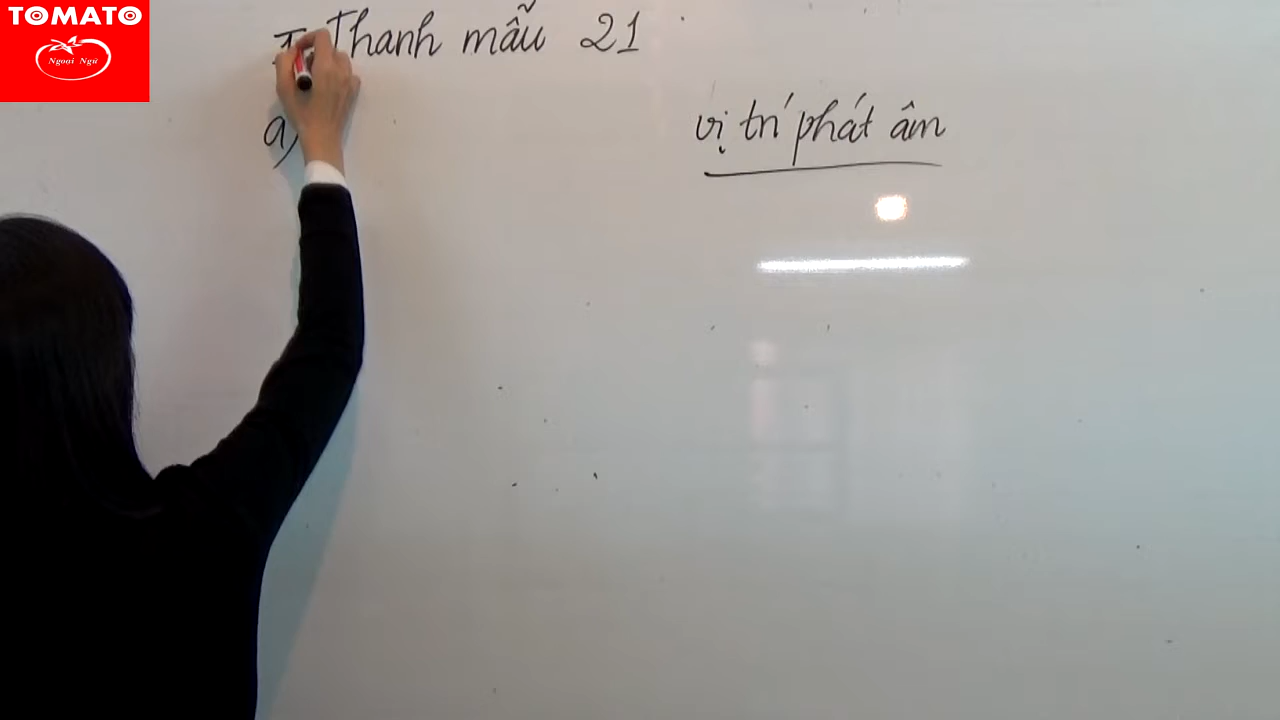 TOMATO
Ngoại Ngữ
I. Thanh mẫu 21
a)
vị trí phát âm